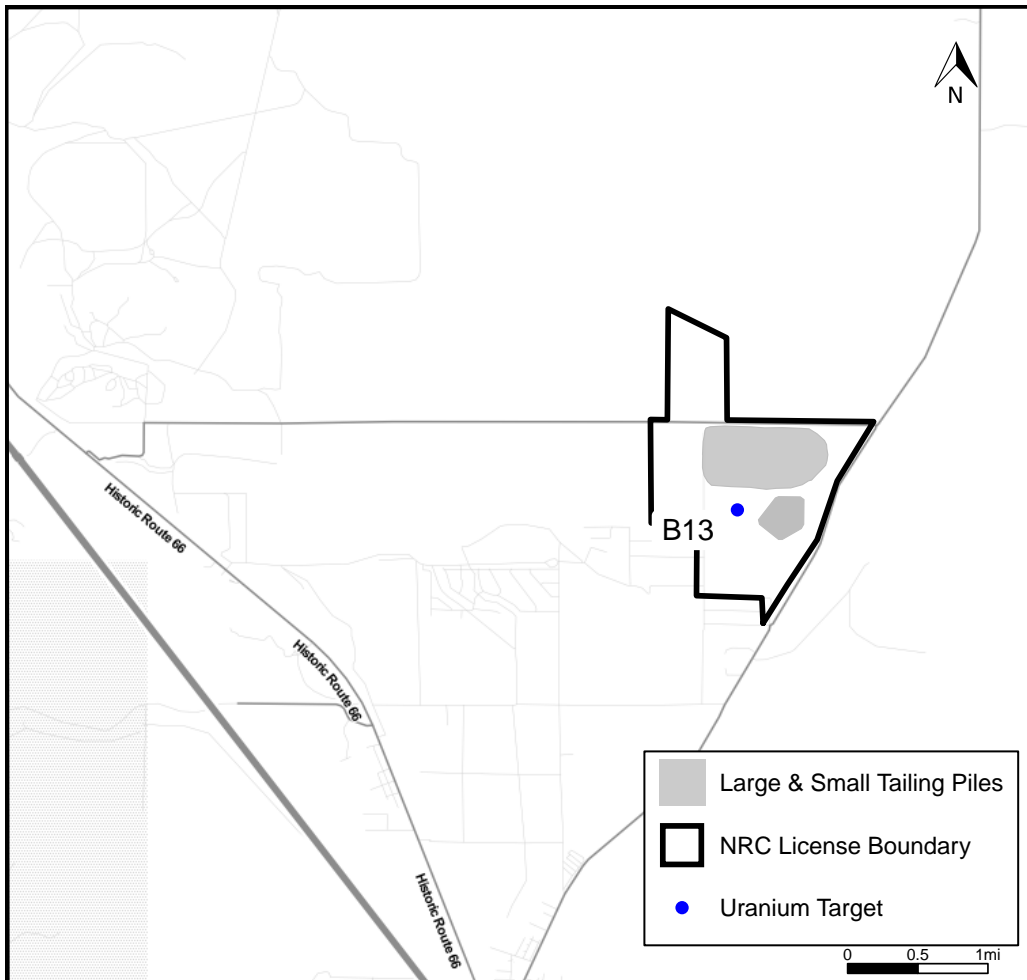 N
Historic Route 66
B13
Historic Route 66
Large & Small Tailing Piles
NRC License Boundary
Historic Route 66
Uranium Target
0 0.5 1mi